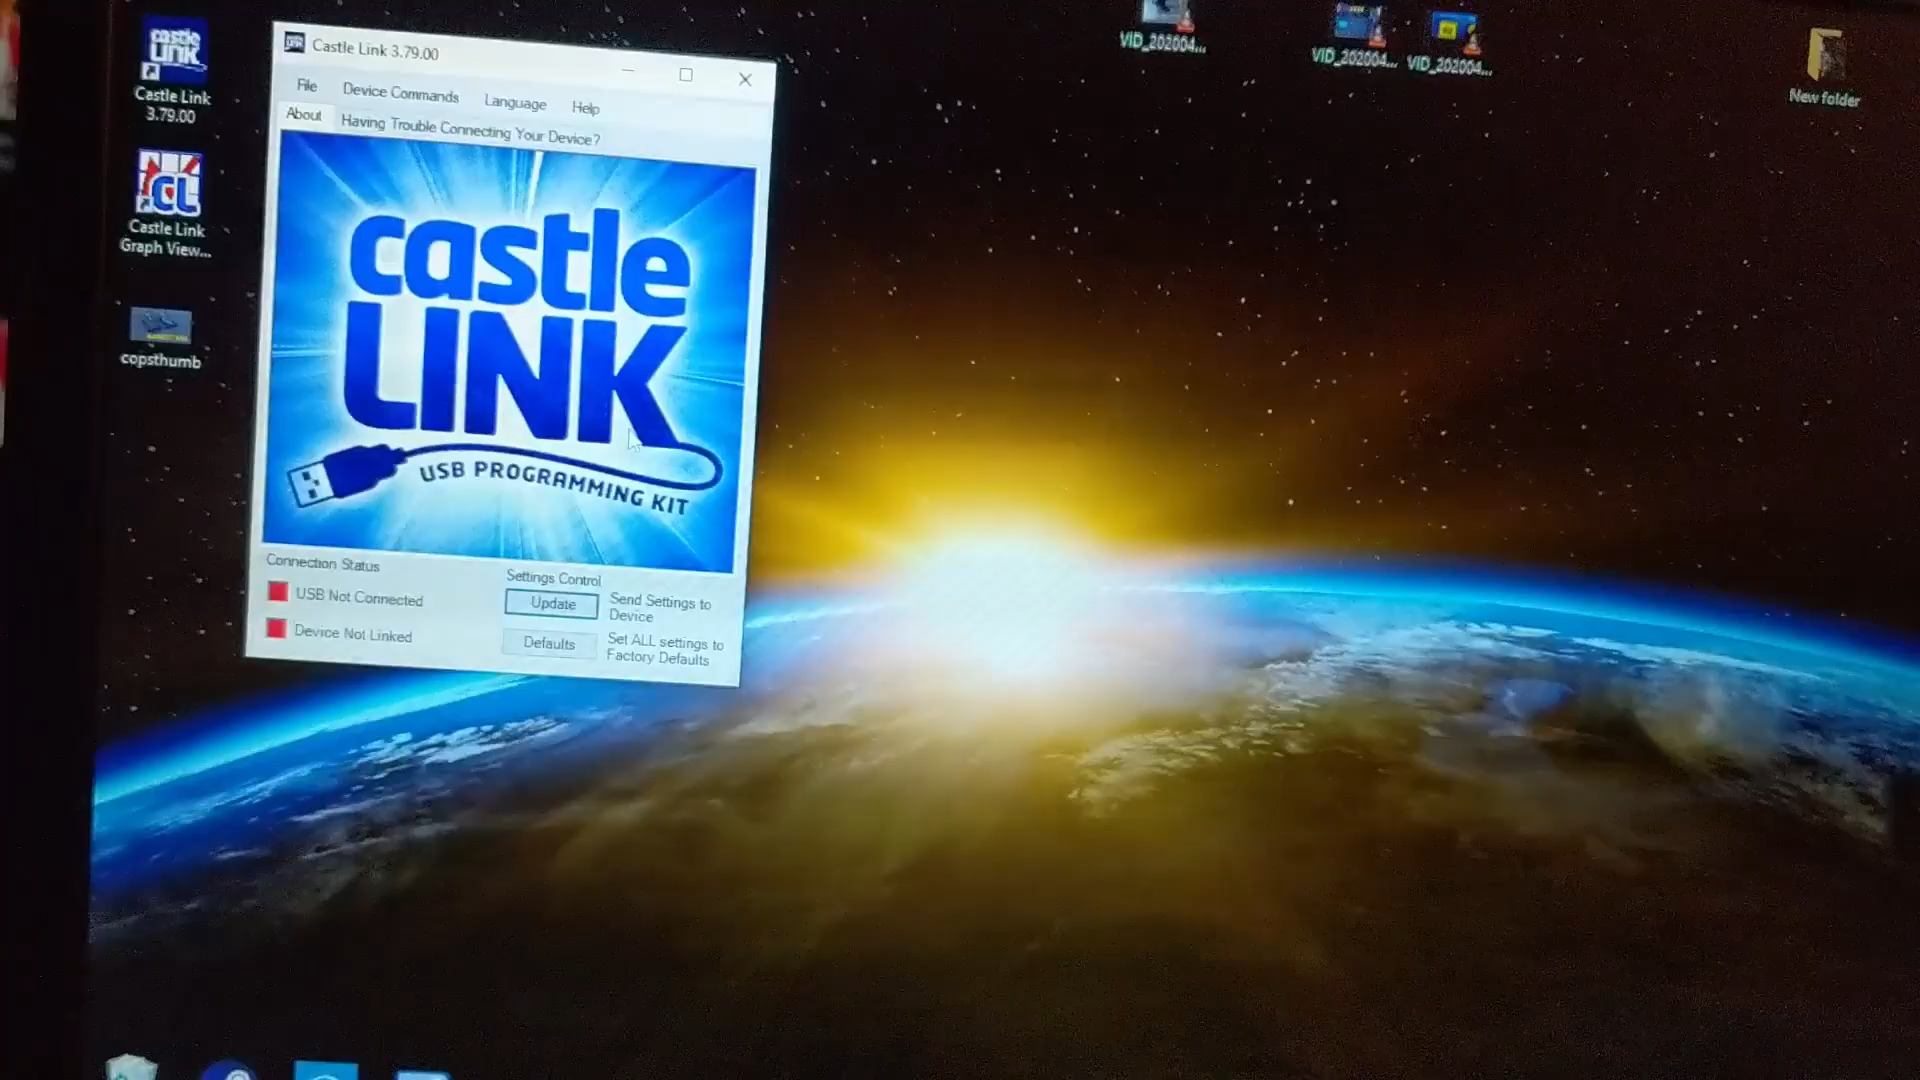 castle
LINK
Castle Link
3.79.00
CL
Castle Link
Graph View...
copsthumb
Castle Link 3.79.00
File
Device Commands
Language
Help
About
Having Trouble Connecting Your Device?
castle
LINK
USB PROGRAMMING KIT
Connection Status
USB Not Connected
Device Not Linked
Settings Control
Update
Send Settings to
Device
Defaults
Set ALL settings to
Factory Defaults
VID_202004...
VID_202004...
VID_202004...
New folder